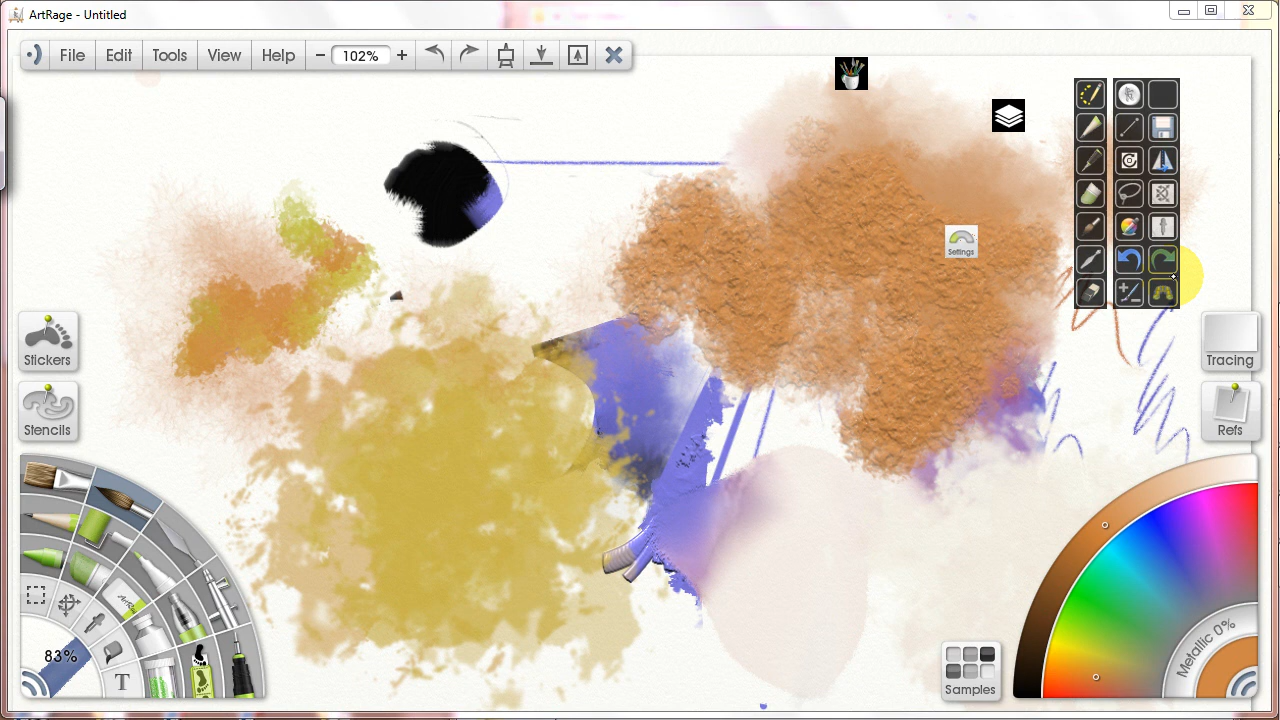 ArtRage - Untitled
File Edit Tools View Help − 102% +
Settings
Stickers
Tracing
Stencils
Refs
83%
T
Metallic 0%
Samples